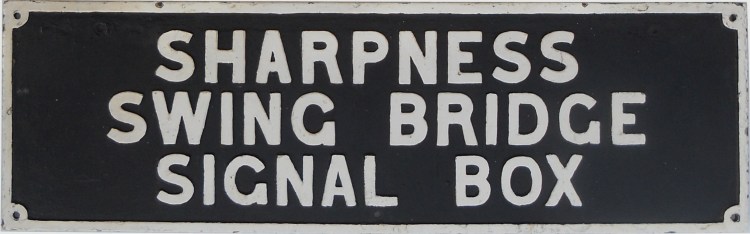 SHARPNESS
SWING BRIDGE
SIGNAL BOX